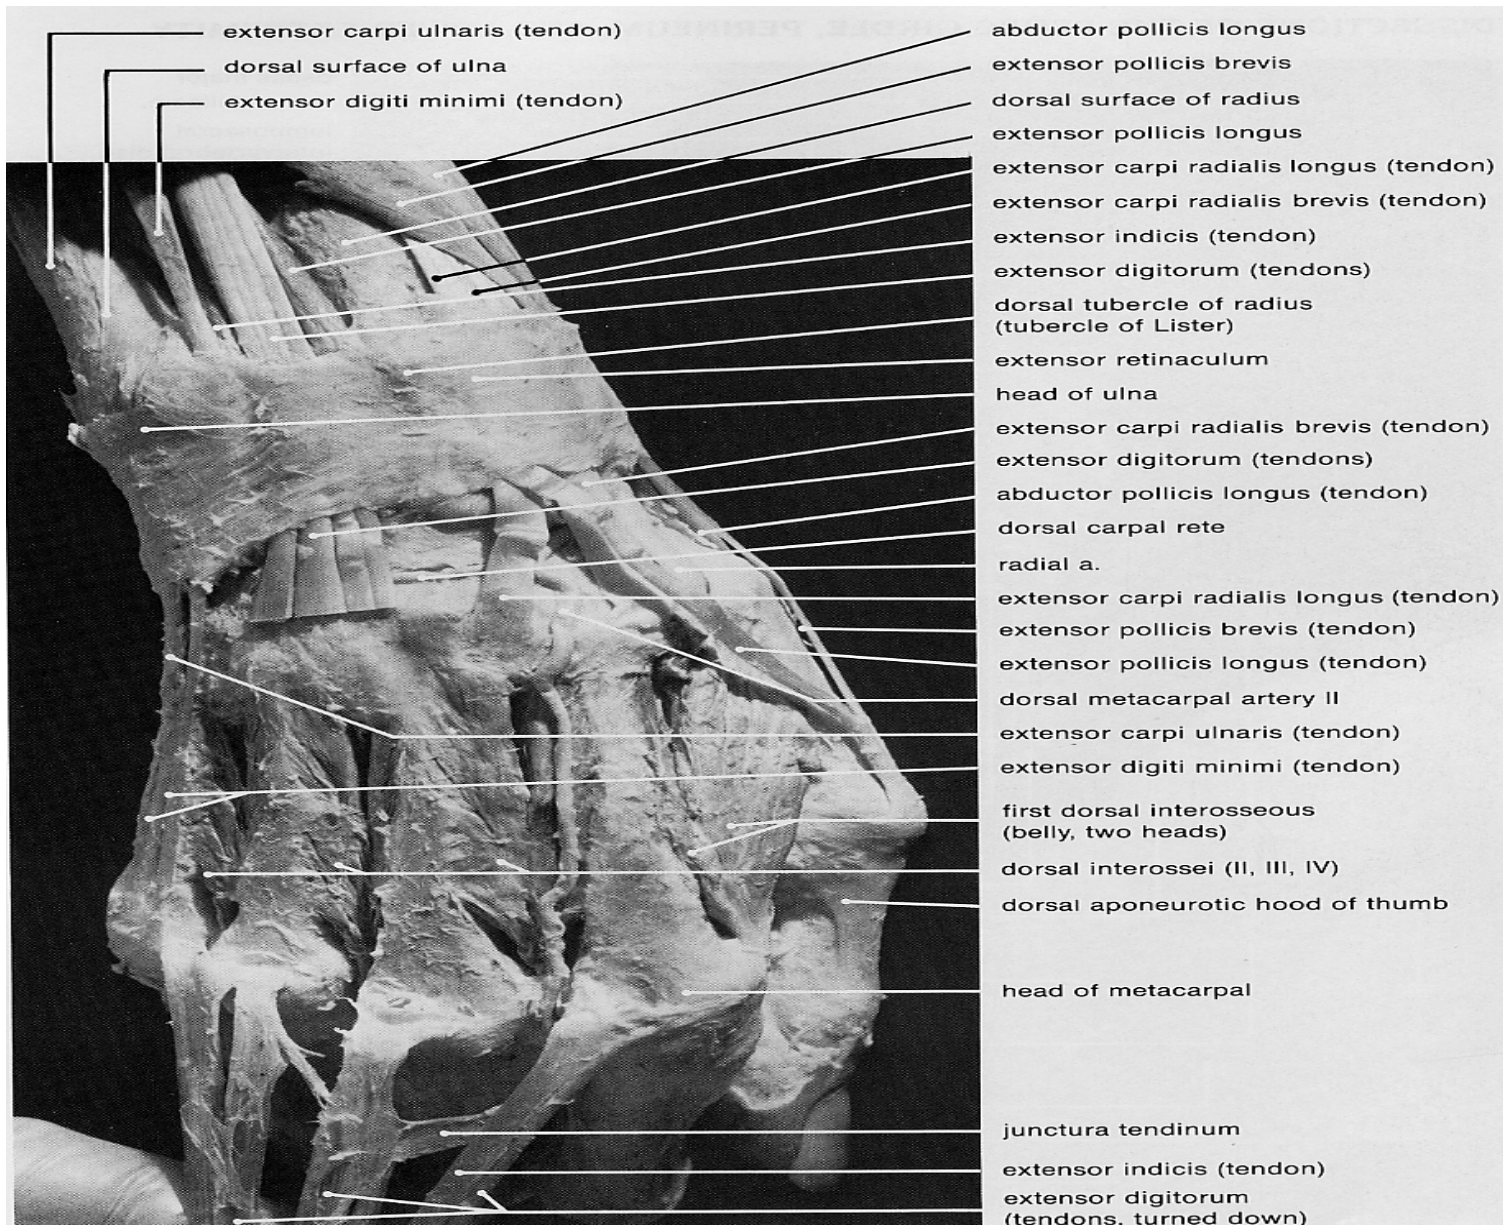 extensor carpi ulnaris (tendon)
dorsal surface of ulna
extensor digiti minimi (tendon)
abductor pollicis longus
extensor pollicis brevis
dorsal surface of radius
extensor pollicis longus
extensor carpi radialis longus (tendon)
extensor carpi radialis brevis (tendon)
extensor indicis (tendon)
extensor digitorum (tendons)
dorsal tubercle of radius
(tubercle of Lister)
extensor retinaculum
head of ulna
extensor carpi radialis brevis (tendon)
extensor digitorum (tendons)
abductor pollicis longus (tendon)
dorsal carpal rete
radial a.
extensor carpi radialis longus (tendon)
extensor pollicis brevis (tendon)
extensor pollicis longus (tendon)
dorsal metacarpal artery II
extensor carpi ulnaris (tendon)
extensor digiti minimi (tendon)
first dorsal interosseous
(belly, two heads)
dorsal interossei (II, III, IV)
dorsal aponeurotic hood of thumb
head of metacarpal
junctura tendinum
extensor indicis (tendon)
extensor digitorum
(tendons, turned down)